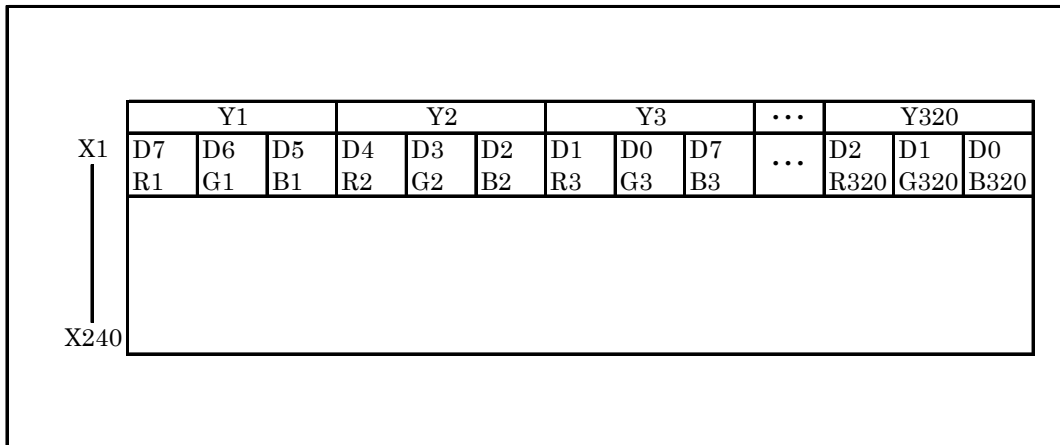 Y1 Y2 Y3 ··· Y320
X1 D7 D6 D5 D4 D3 D2 D1 D0 D7 ··· D2 D1 D0
R1 G1 B1 R2 G2 B2 R3 G3 B3 R320 G320 B320
X240